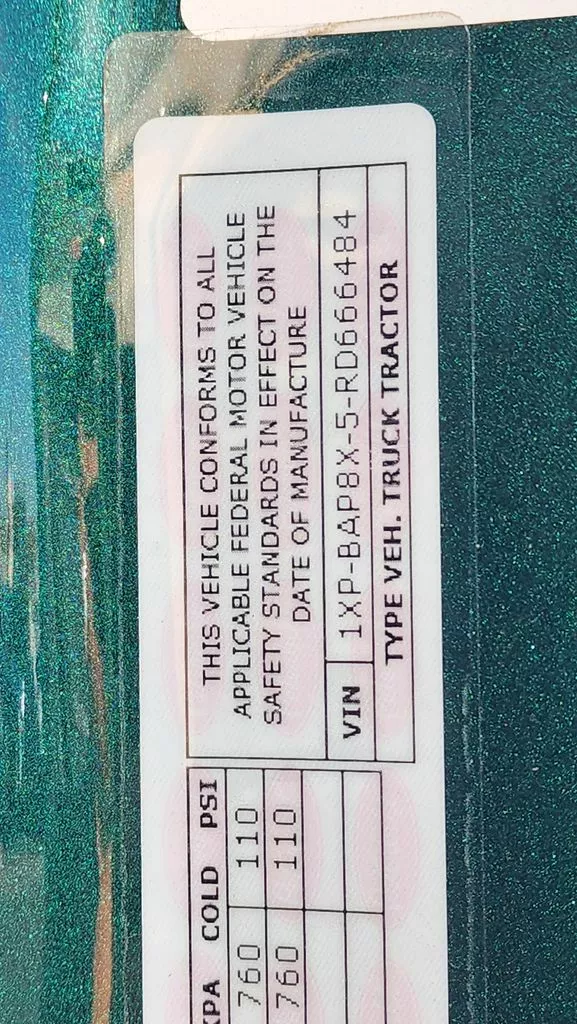 THIS VEHICLE CONFORMS TO ALL
APPLICABLE FEDERAL MOTOR VEHICLE
SAFETY STANDARDS IN EFFECT ON THE
DATE OF MANUFACTURE
VIN 1XP-BAP8X-5-RD666484
TYPE VEH. TRUCK TRACTOR
KPA COLD PSI
760 110
760 110